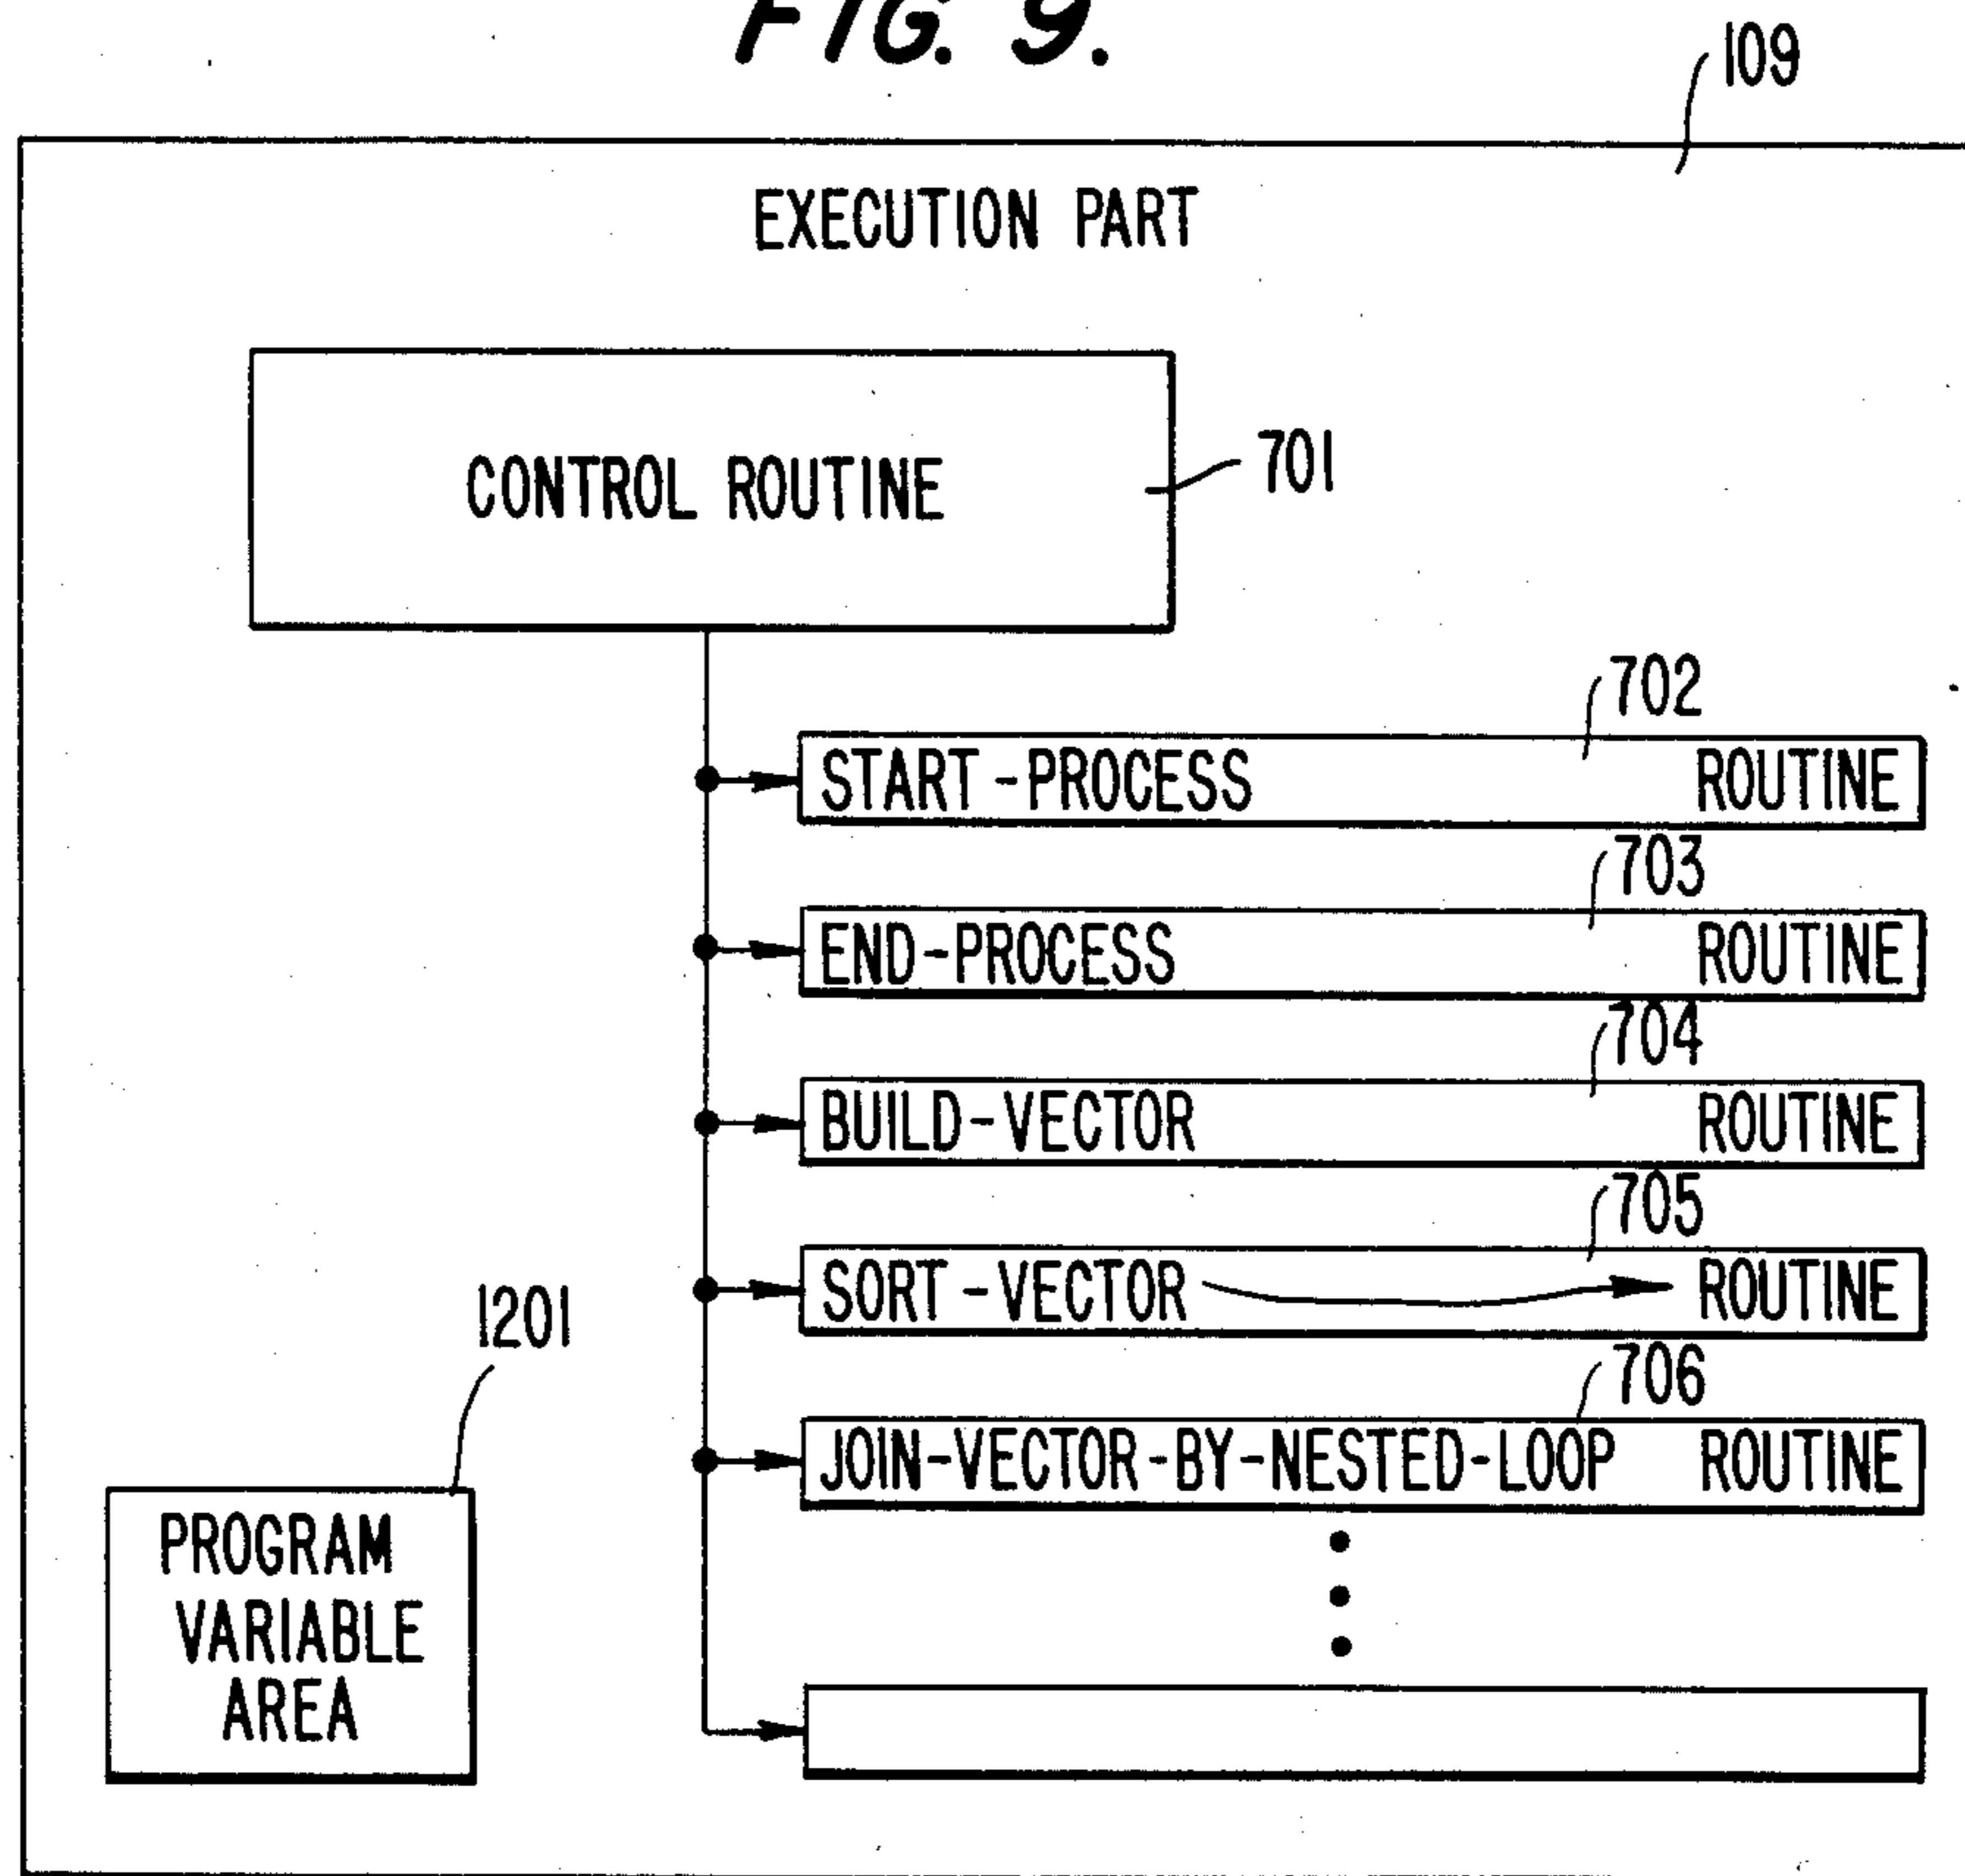 FIG. 9.
109
EXECUTION PART
CONTROL ROUTINE
701
702
START-PROCESS ROUTINE
703
END-PROCESS ROUTINE
704
BUILD-VECTOR ROUTINE
705
SORT-VECTOR ROUTINE
706
JOIN-VECTOR-BY-NESTED-LOOP ROUTINE
1201
PROGRAM
VARIABLE
AREA